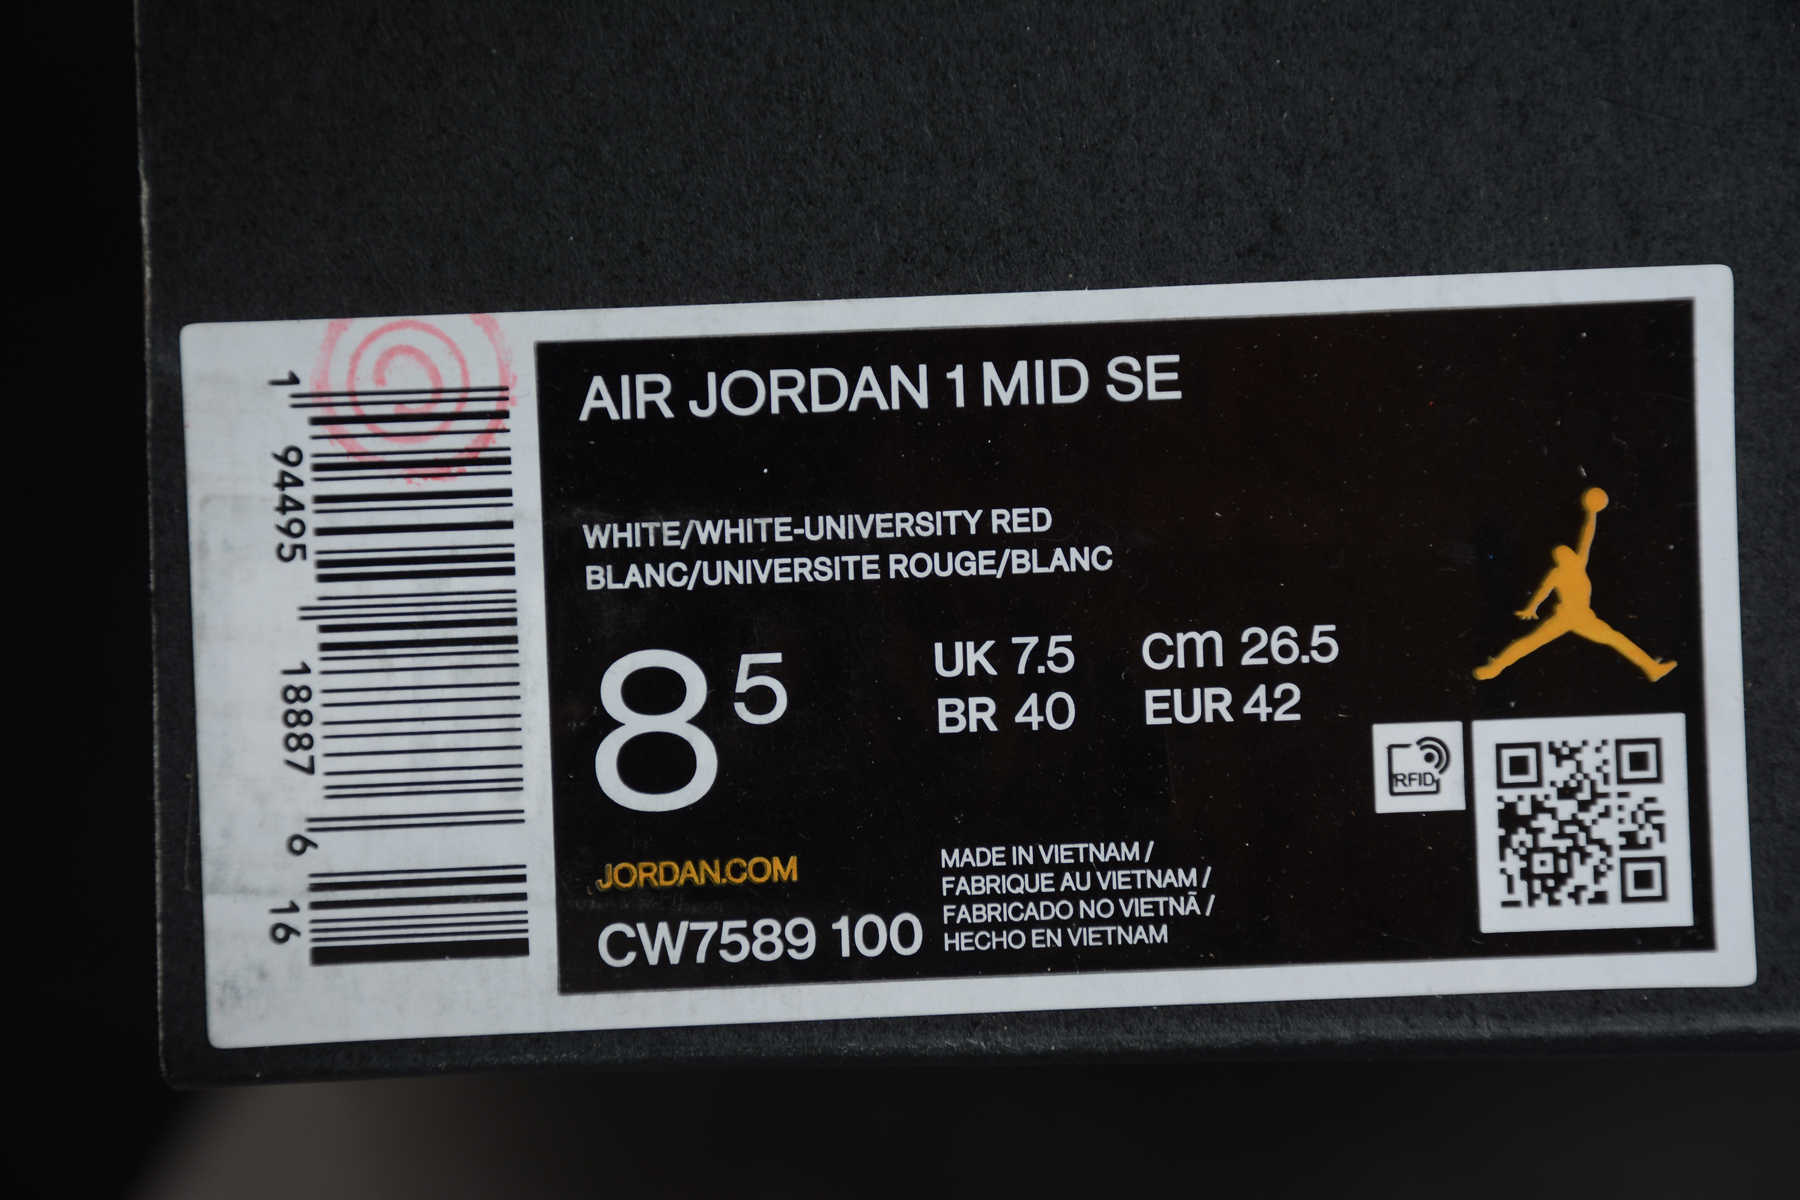 1 94495 18887 6 16
AIR JORDAN 1 MID SE
WHITE/WHITE-UNIVERSITY RED
BLANC/UNIVERSITE ROUGE/BLANC
8 5
UK 7.5 cm 26.5
BR 40 EUR 42
RFID
JORDAN.COM
CW7589 100
MADE IN VIETNAM /
FABRIQUE AU VIETNAM /
FABRICADO NO VIETNÃ /
HECHO EN VIETNAM